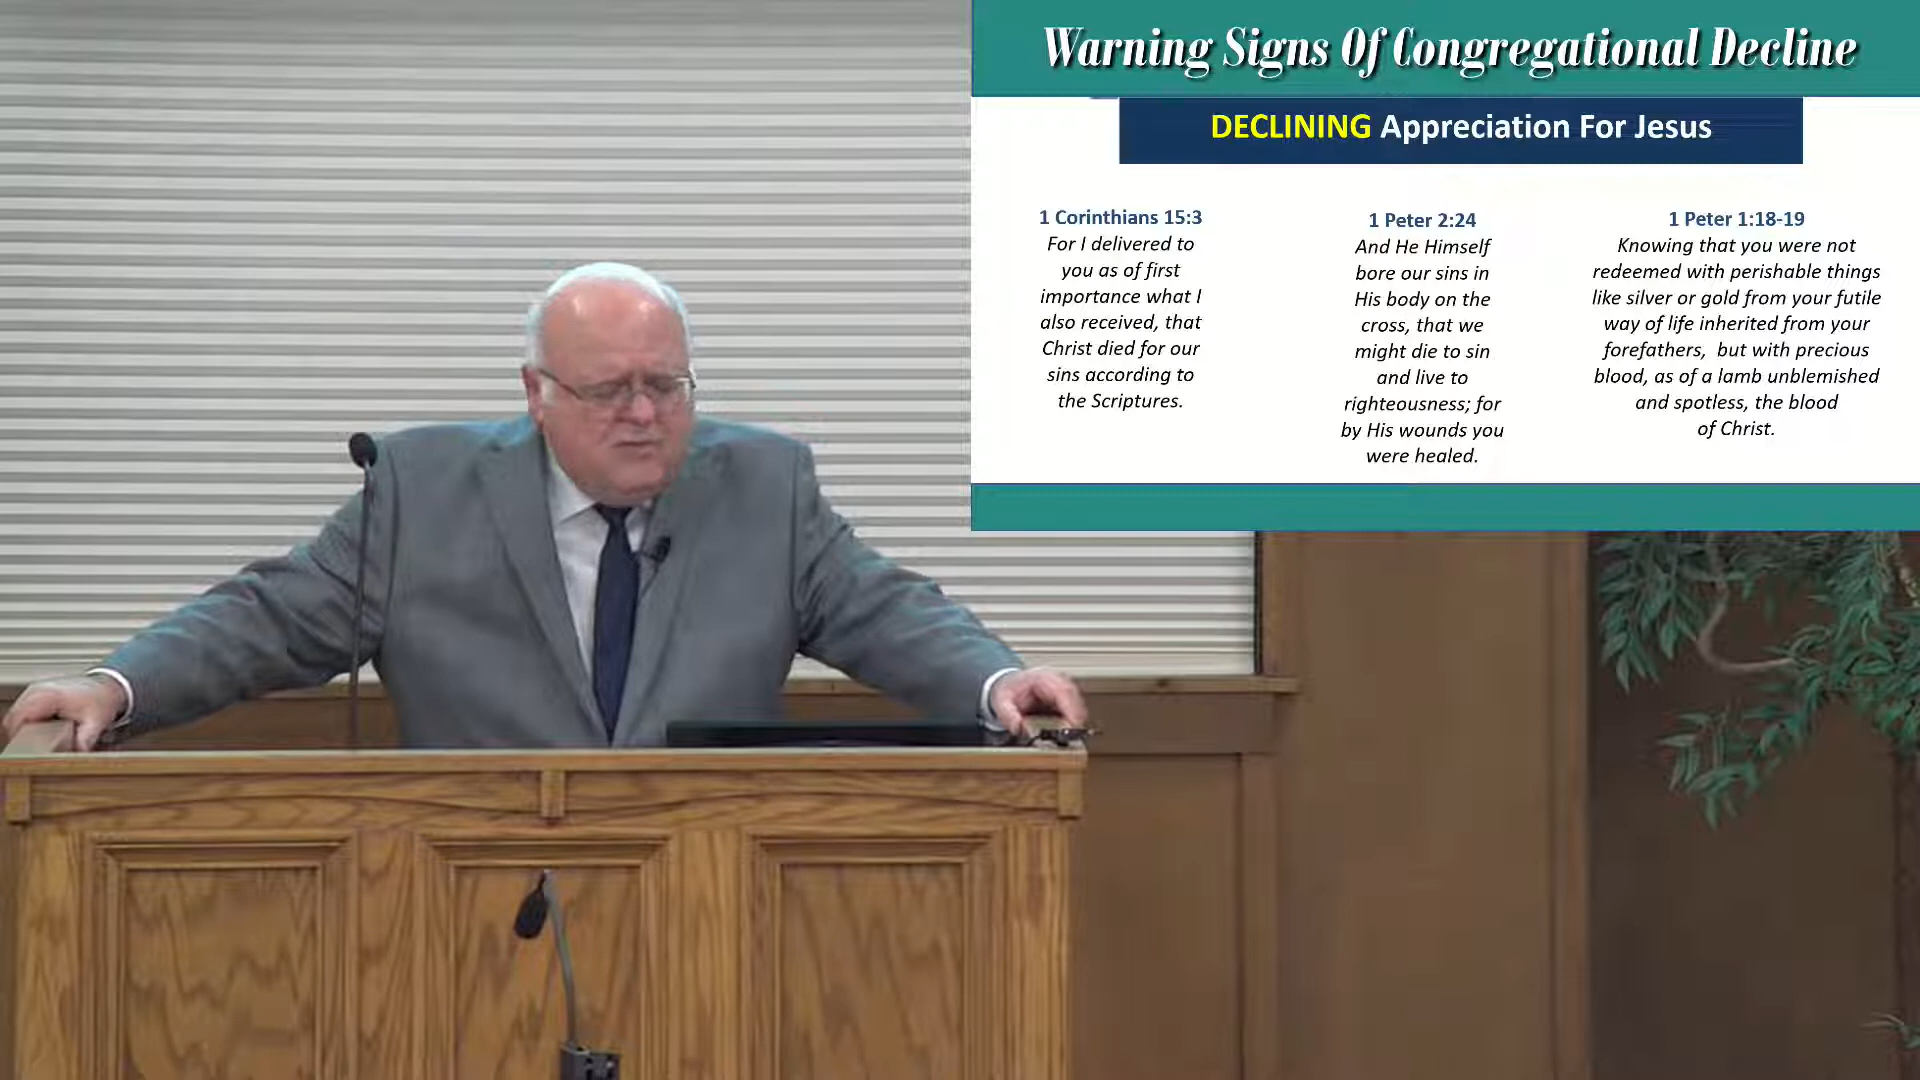 Warning Signs Of Congregational Decline
DECLINING Appreciation For Jesus
1 Corinthians 15:3
For I delivered to
you as of first
importance what I
also received, that
Christ died for our
sins according to
the Scriptures.
1 Peter 2:24
And He Himself
bore our sins in
His body on the
cross, that we
might die to sin
and live to
righteousness; for
by His wounds you
were healed.
1 Peter 1:18-19
Knowing that you were not
redeemed with perishable things
like silver or gold from your futile
way of life inherited from your
forefathers, but with precious
blood, as of a lamb unblemished
and spotless, the blood
of Christ.